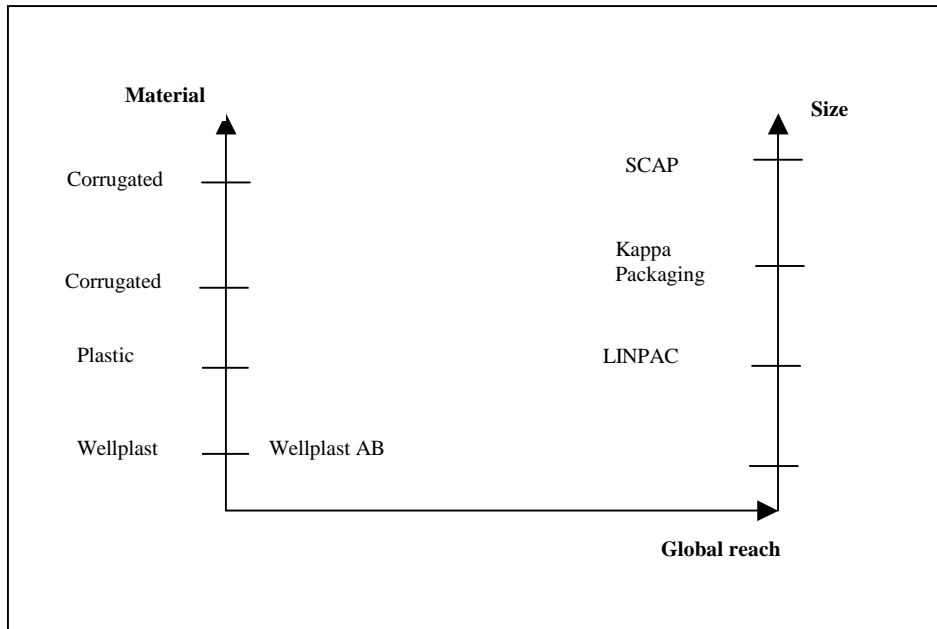 Material
Size
SCAP
Corrugated
Kappa
Packaging
Corrugated
Plastic
LINPAC
Wellplast
Wellplast AB
Global reach